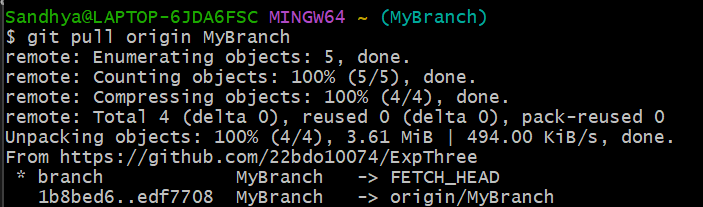 Sandhya@LAPTOP-6JDA6FSC MINGW64 ~ (MyBranch)
$ git pull origin MyBranch
remote: Enumerating objects: 5, done.
remote: Counting objects: 100% (5/5), done.
remote: Compressing objects: 100% (4/4), done.
remote: Total 4 (delta 0), reused 0 (delta 0), pack-reused 0
Unpacking objects: 100% (4/4), 3.61 MiB | 494.00 KiB/s, done.
From https://github.com/22bdo10074/ExpThree
 * branch            MyBranch   -> FETCH_HEAD
   1b8bed6..edf7708  MyBranch   -> origin/MyBranch